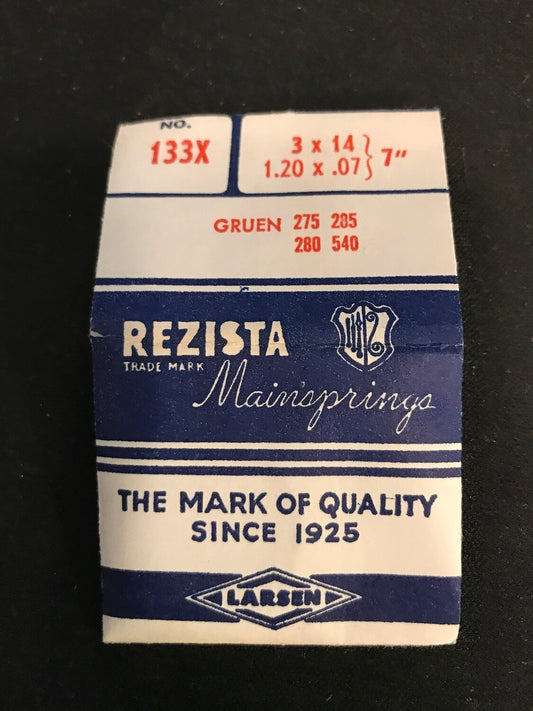 NO.
133X
3 x 14
1.20 x .07 } 7"
GRUEN 275 285
280 540
REZISTA
TRADE MARK
Mainsprings
THE MARK OF QUALITY
SINCE 1925
LARSEN